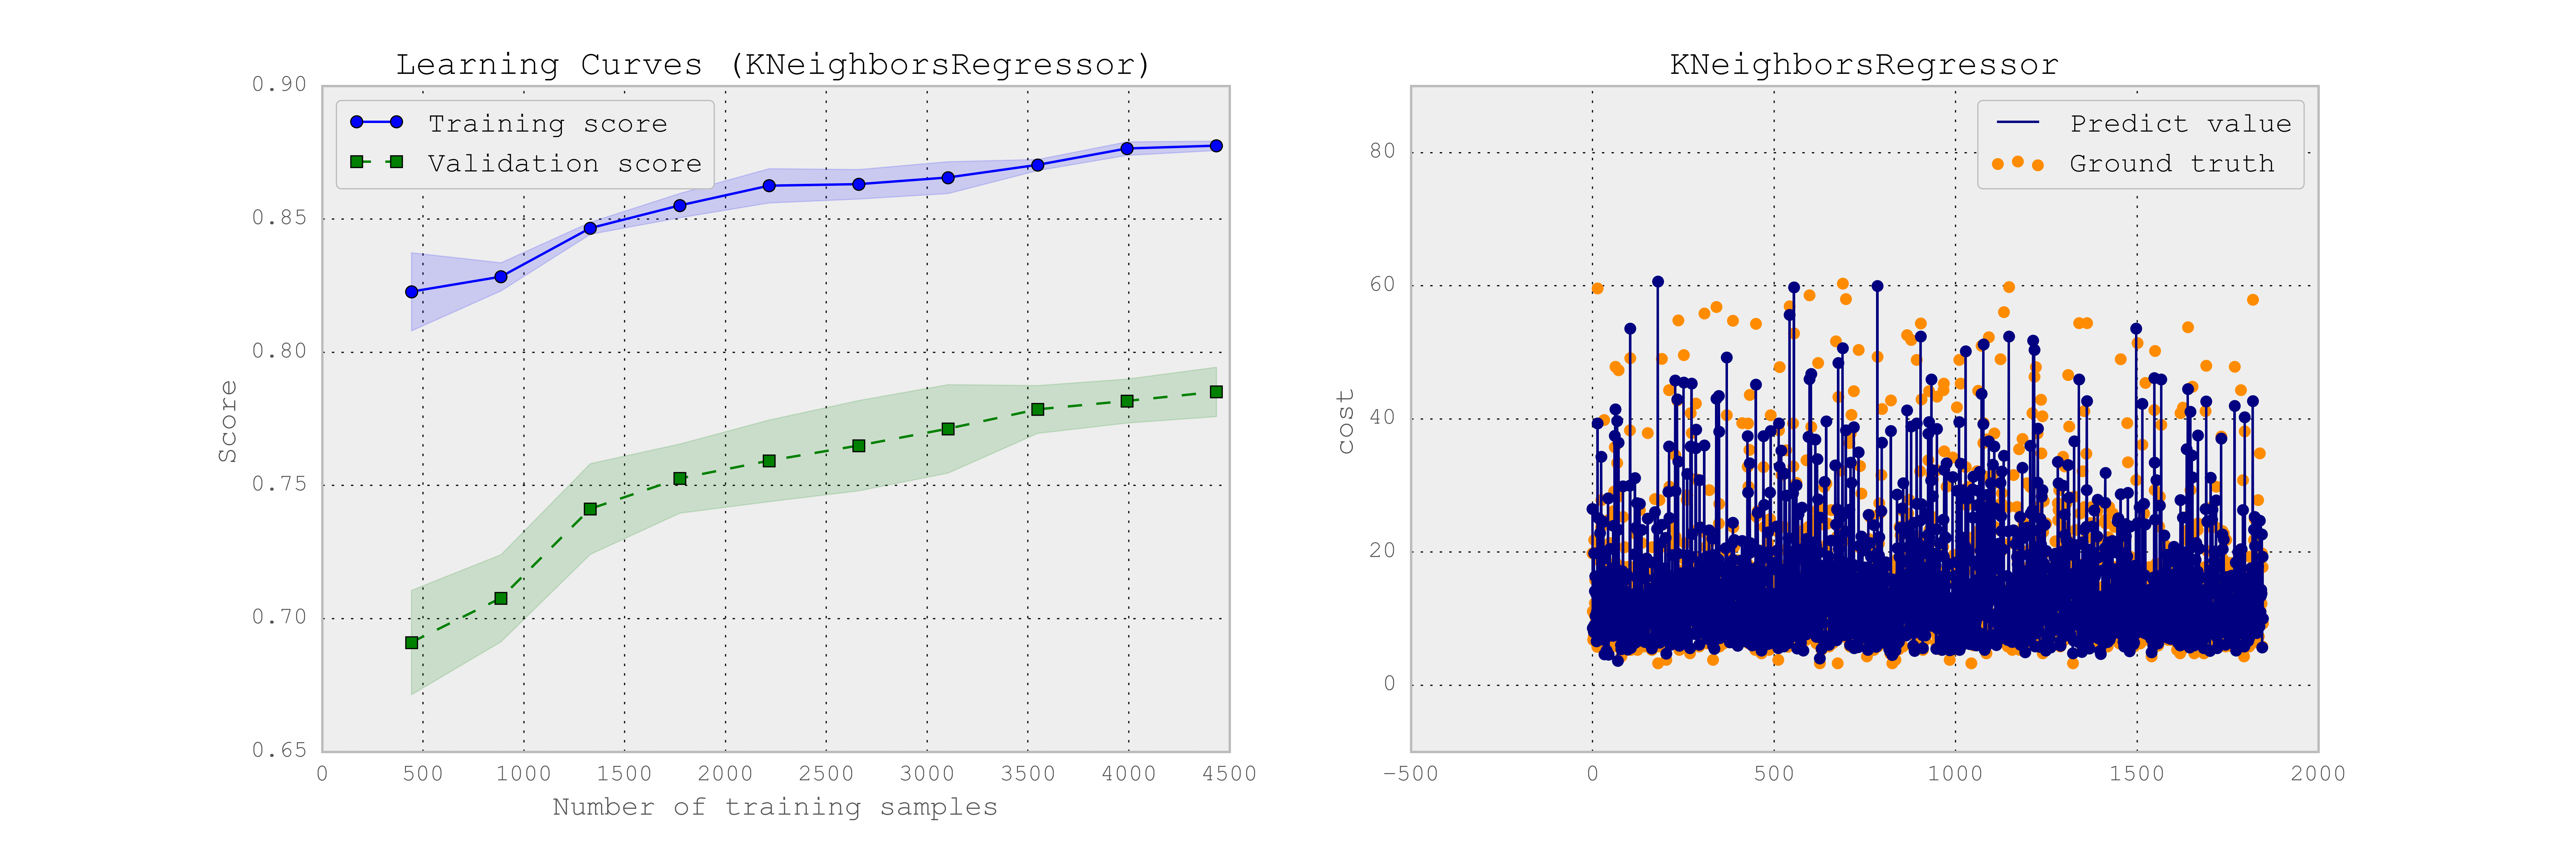 Learning Curves (KNeighborsRegressor)
0.90
0.85
0.80
0.75
0.70
0.65
Score
Training score
Validation score
0 500 1000 1500 2000 2500 3000 3500 4000 4500
Number of training samples
KNeighborsRegressor
80
60
40
20
0
cost
Predict value
Ground truth
−500 0 500 1000 1500 2000